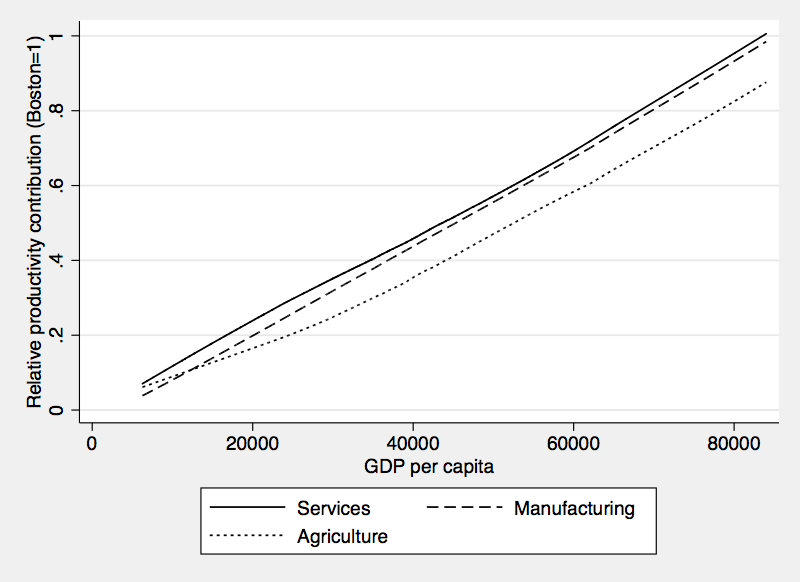 Relative productivity contribution (Boston=1)
1
.8
.6
.4
.2
0
0 20000 40000 60000 80000
GDP per capita
Services Manufacturing
Agriculture